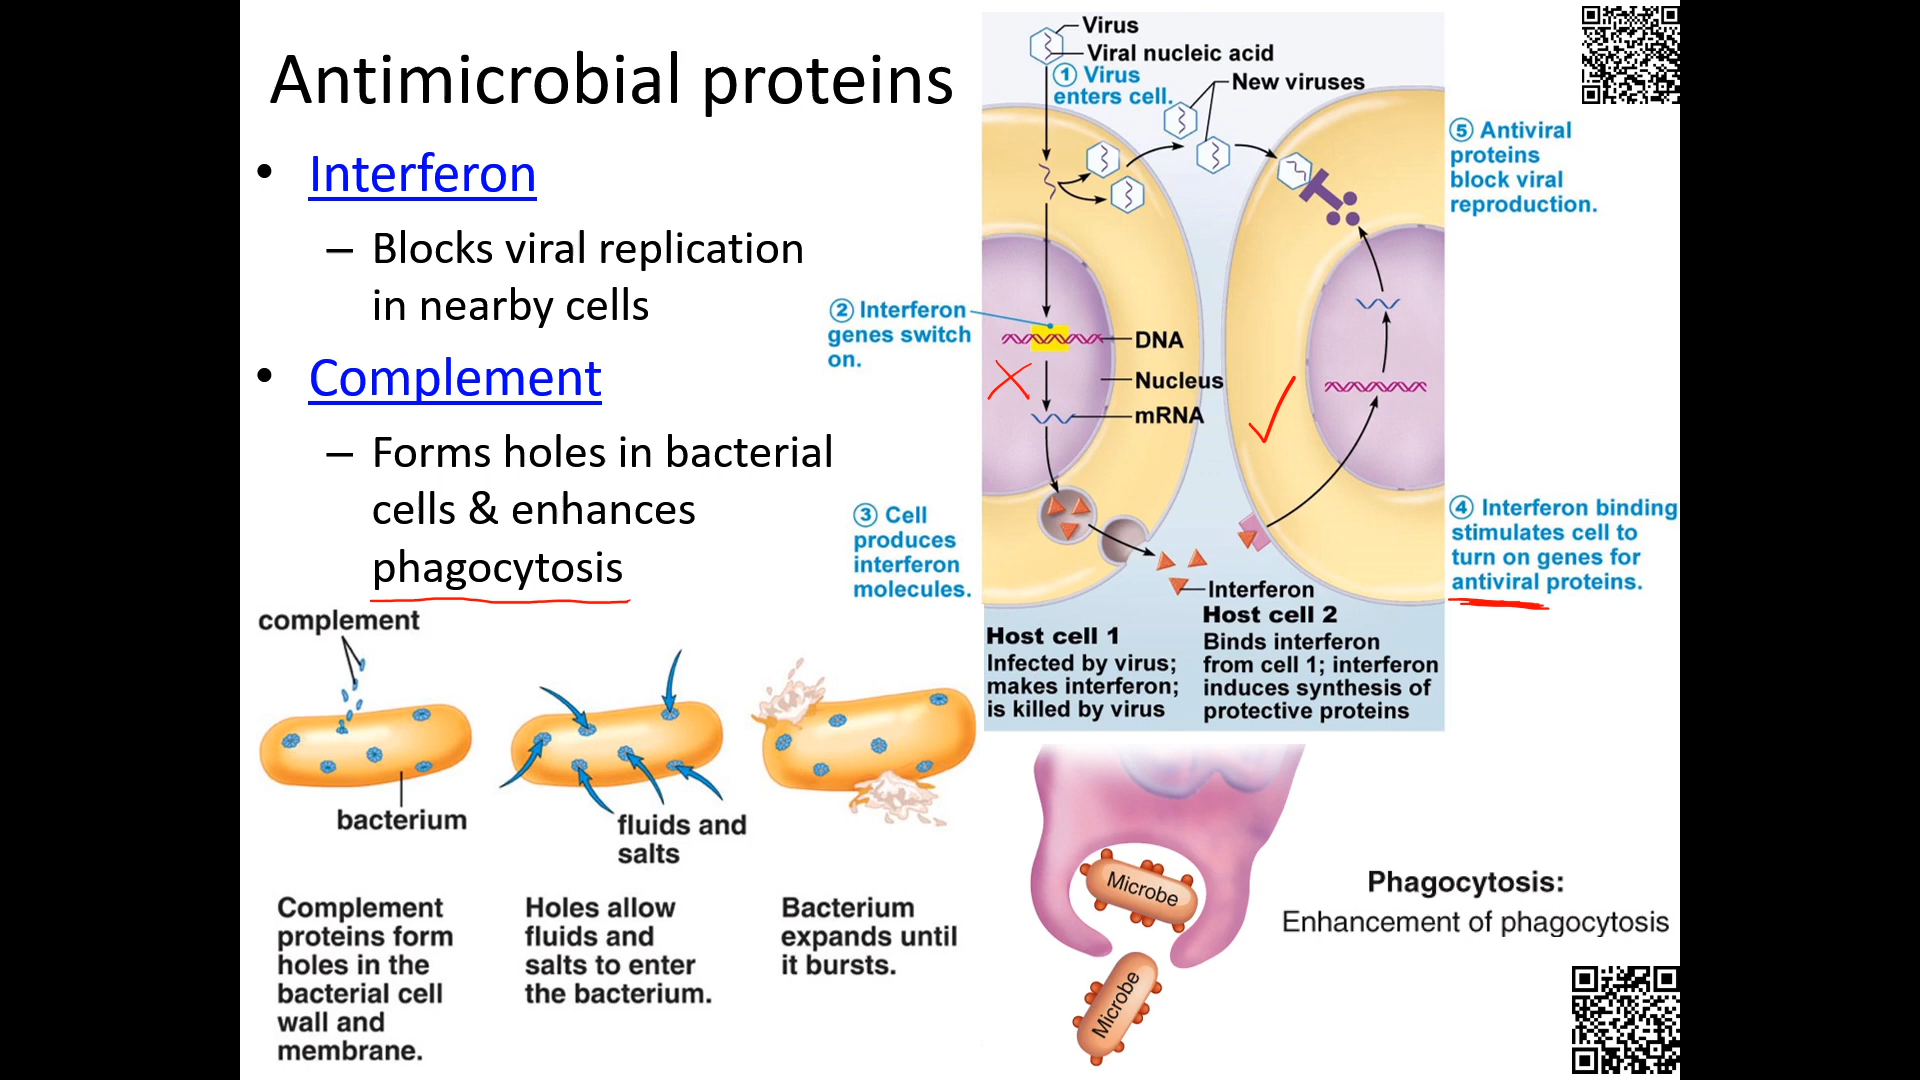 Antimicrobial proteins
• Interferon
– Blocks viral replication
in nearby cells
• Complement
– Forms holes in bacterial
cells & enhances
phagocytosis
complement
bacterium
fluids and
salts
Complement
proteins form
holes in the
bacterial cell
wall and
membrane.
Holes allow
fluids and
salts to enter
the bacterium.
Bacterium
expands until
it bursts.
Virus
Viral nucleic acid
① Virus
enters cell.
New viruses
② Interferon
genes switch
on.
DNA
Nucleus
mRNA
③ Cell
produces
interferon
molecules.
Interferon
Host cell 1
Infected by virus;
makes interferon;
is killed by virus
Host cell 2
Binds interferon
from cell 1; interferon
induces synthesis of
protective proteins
⑤ Antiviral
proteins
block viral
reproduction.
④ Interferon binding
stimulates cell to
turn on genes for
antiviral proteins.
Microbe
Microbe
Phagocytosis:
Enhancement of phagocytosis